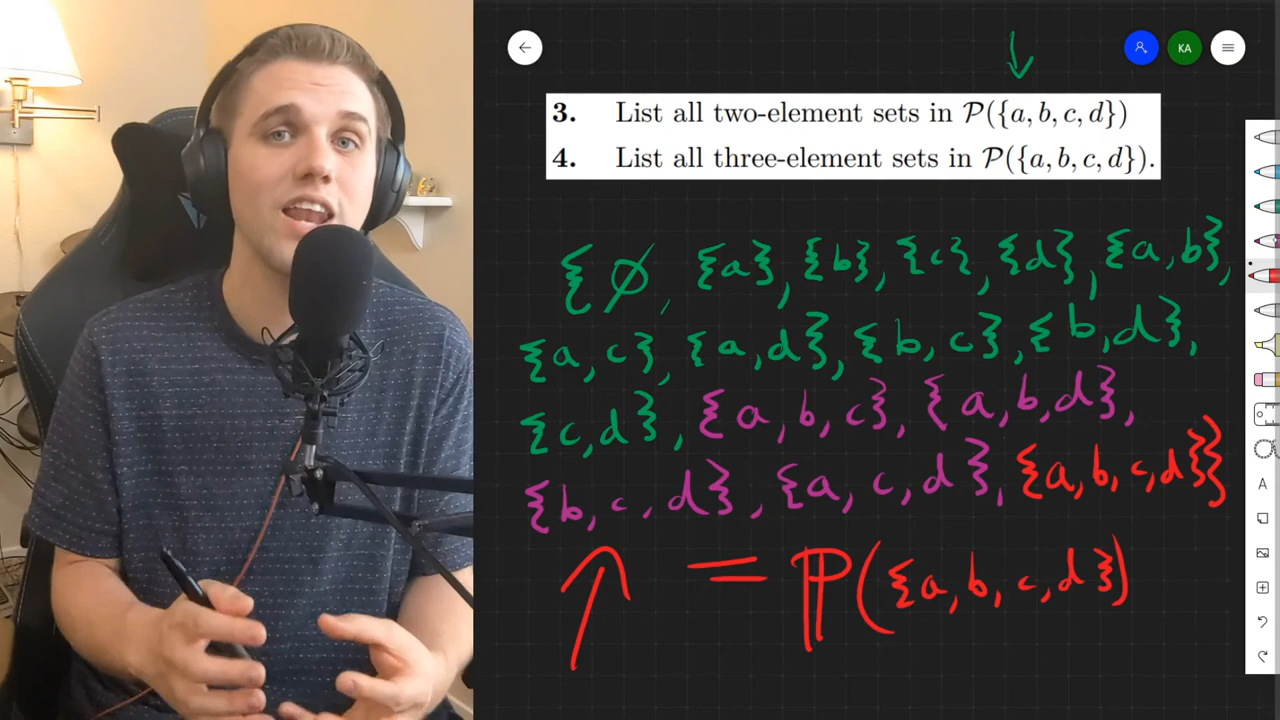 KA
3. List all two-element sets in 𝒫({a, b, c, d})
4. List all three-element sets in 𝒫({a, b, c, d}).
{∅, {a}, {b}, {c}, {d}, {a, b},
{a, c}, {a, d}, {b, c}, {b, d},
{c, d}, {a, b, c}, {a, b, d},
{b, c, d}, {a, c, d}, {a, b, c, d}}
↑ = ℙ({a, b, c, d})
A